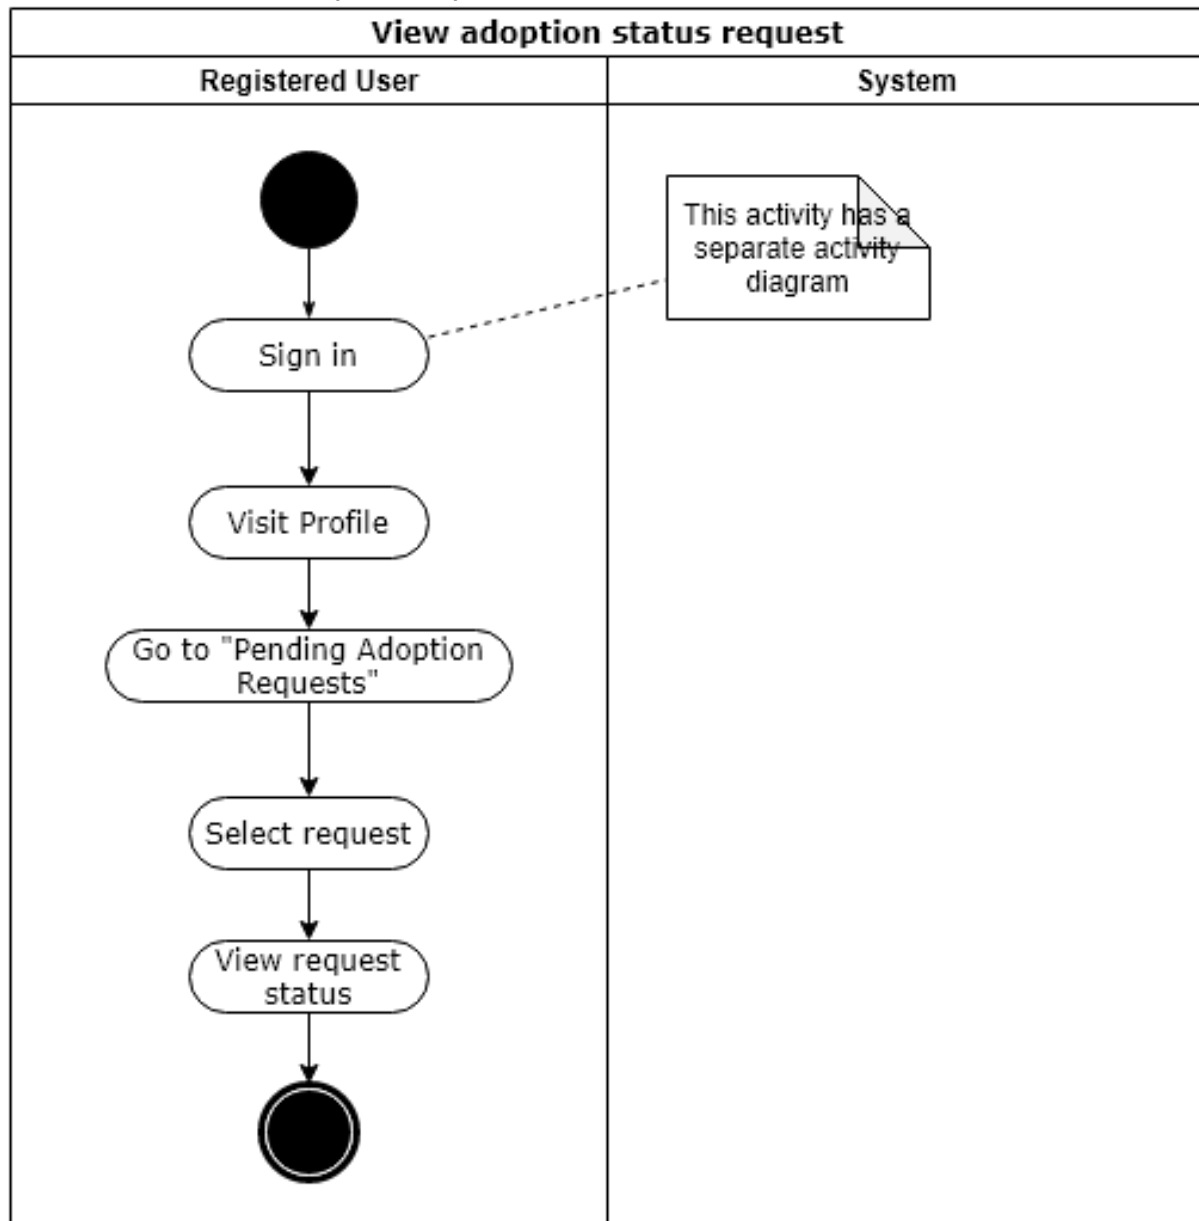 View adoption status request
Registered User
System
This activity has a
separate activity
diagram
Sign in
Visit Profile
Go to "Pending Adoption
Requests"
Select request
View request
status